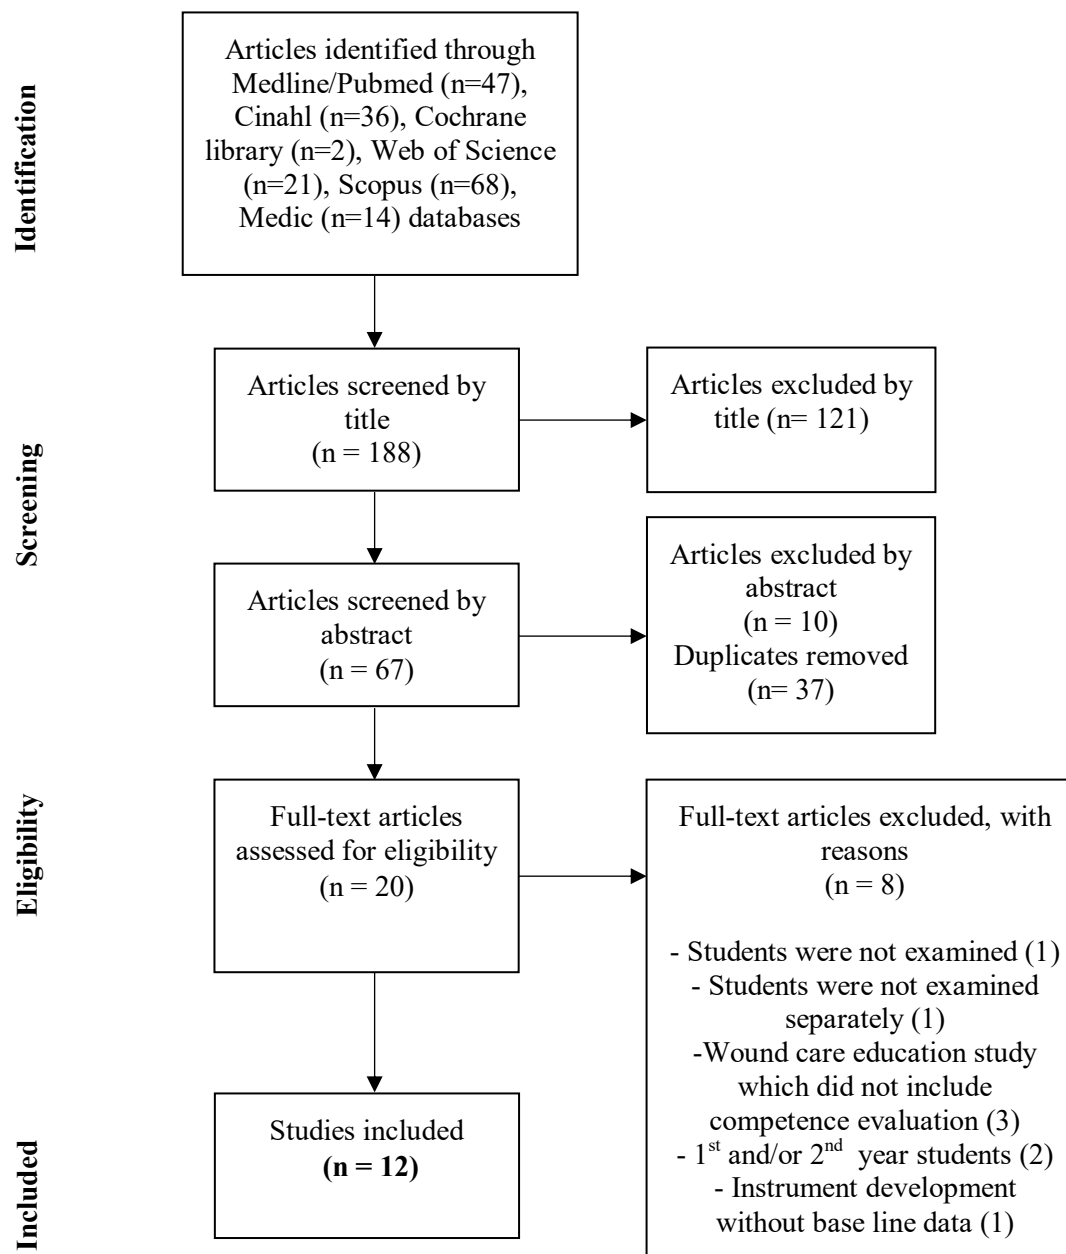 Identification
Articles identified through
Medline/Pubmed (n=47),
Cinahl (n=36), Cochrane
library (n=2), Web of Science
(n=21), Scopus (n=68),
Medic (n=14) databases
Screening
Articles screened by
title
(n = 188)
Articles excluded by
title (n= 121)
Articles screened by
abstract
(n = 67)
Articles excluded by
abstract
(n = 10)
Duplicates removed
(n= 37)
Eligibility
Full-text articles
assessed for eligibility
(n = 20)
Full-text articles excluded, with
reasons
(n = 8)
- Students were not examined (1)
- Students were not examined
separately (1)
-Wound care education study
which did not include
competence evaluation (3)
- 1st and/or 2nd year students (2)
- Instrument development
without base line data (1)
Included
Studies included
(n = 12)